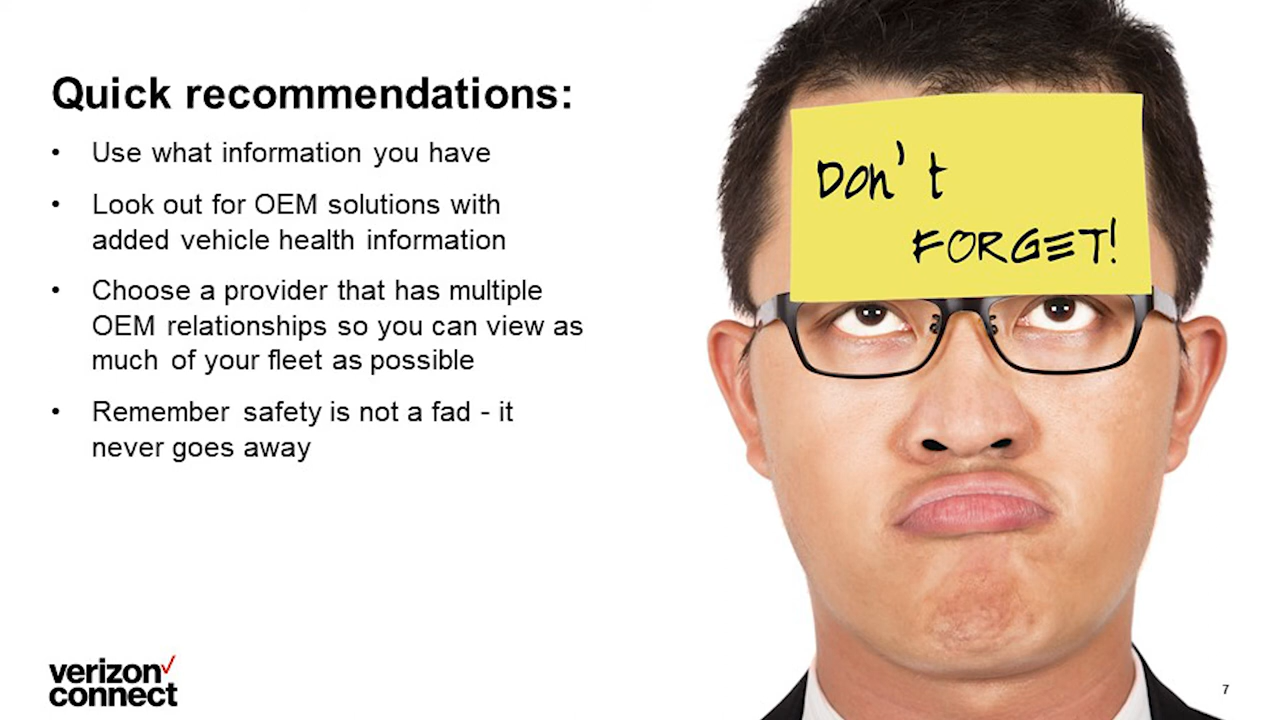 Quick recommendations:
• Use what information you have
• Look out for OEM solutions with
added vehicle health information
• Choose a provider that has multiple
OEM relationships so you can view as
much of your fleet as possible
• Remember safety is not a fad - it
never goes away
Don't
FORGET!
verizon
connect
7